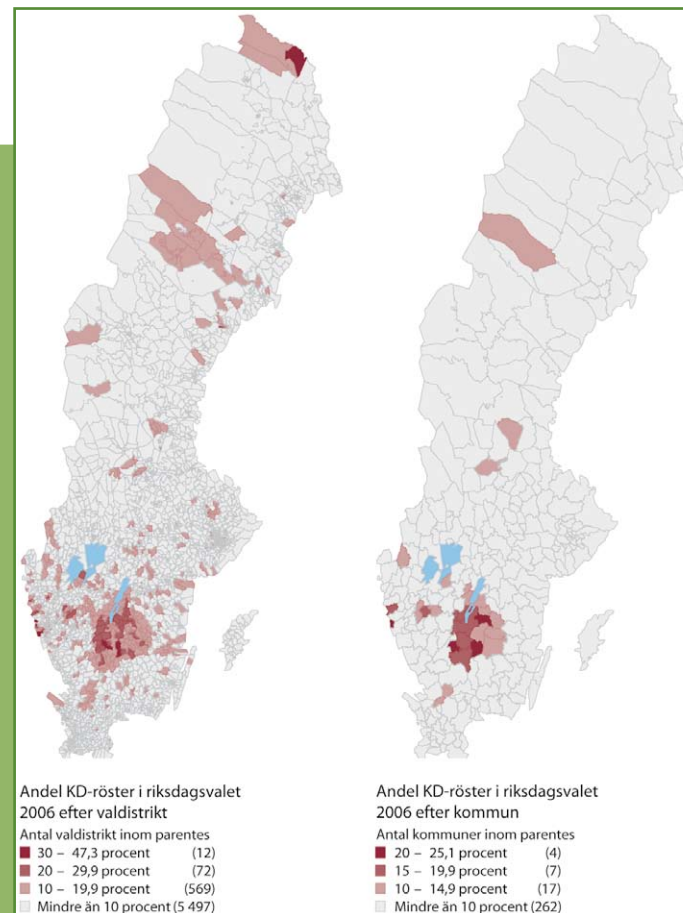 Andel KD-röster i riksdagsvalet
2006 efter valdistrikt
Antal valdistrikt inom parentes
30 – 47,3 procent (12)
20 – 29,9 procent (72)
10 – 19,9 procent (569)
Mindre än 10 procent (5 497)
Andel KD-röster i riksdagsvalet
2006 efter kommun
Antal kommuner inom parentes
20 – 25,1 procent (4)
15 – 19,9 procent (7)
10 – 14,9 procent (17)
Mindre än 10 procent (262)